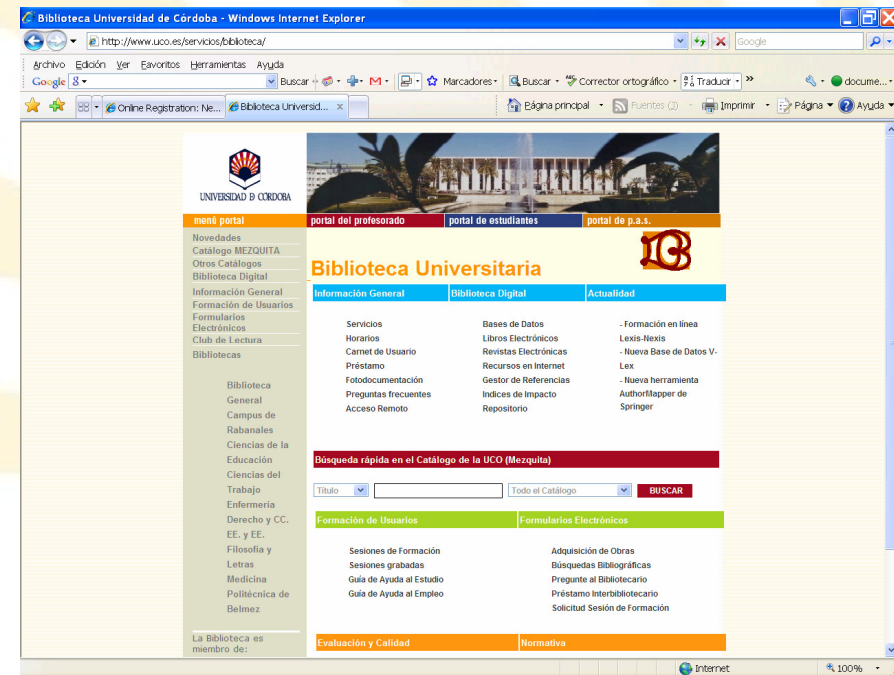 Biblioteca Universidad de Córdoba - Windows Internet Explorer
http://www.uco.es/servicios/biblioteca/
Google
Archivo Edición Ver Favoritos Herramientas Ayuda
Google Buscar Marcadores Buscar Corrector ortográfico Traducir » docume...
Online Registration: Ne... Biblioteca Universid... x Página principal Fuentes (J) Imprimir Página Ayuda
UNIVERSIDAD D CORDOBA
menú portal portal del profesorado portal de estudiantes portal de p.a.s.
Novedades
Catálogo MEZQUITA
Otros Catálogos
Biblioteca Digital
Información General
Formación de Usuarios
Formularios
Electrónicos
Club de Lectura
Bibliotecas
Biblioteca
General
Campus de
Rabanales
Ciencias de la
Educación
Ciencias del
Trabajo
Enfermería
Derecho y CC.
EE. y EE.
Filosofía y
Letras
Medicina
Politécnica de
Belmez
La Biblioteca es
miembro de:
Biblioteca Universitaria
Información General Biblioteca Digital Actualidad
Servicios
Horarios
Carnet de Usuario
Préstamo
Fotodocumentación
Preguntas frecuentes
Acceso Remoto
Bases de Datos
Libros Electrónicos
Revistas Electrónicas
Recursos en Internet
Gestor de Referencias
Indices de Impacto
Repositorio
- Formación en línea
Lexis-Nexis
- Nueva Base de Datos V-
Lex
- Nueva herramienta
AuthorMapper de
Springer
Búsqueda rápida en el Catálogo de la UCO (Mezquita)
Título Todo el Catálogo BUSCAR
Formación de Usuarios Formularios Electrónicos
Sesiones de Formación
Sesiones grabadas
Guía de Ayuda al Estudio
Guía de Ayuda al Empleo
Adquisición de Obras
Búsquedas Bibliográficas
Pregunte al Bibliotecario
Préstamo Interbibliotecario
Solicitud Sesión de Formación
Evaluación y Calidad Normativa
Internet 100%